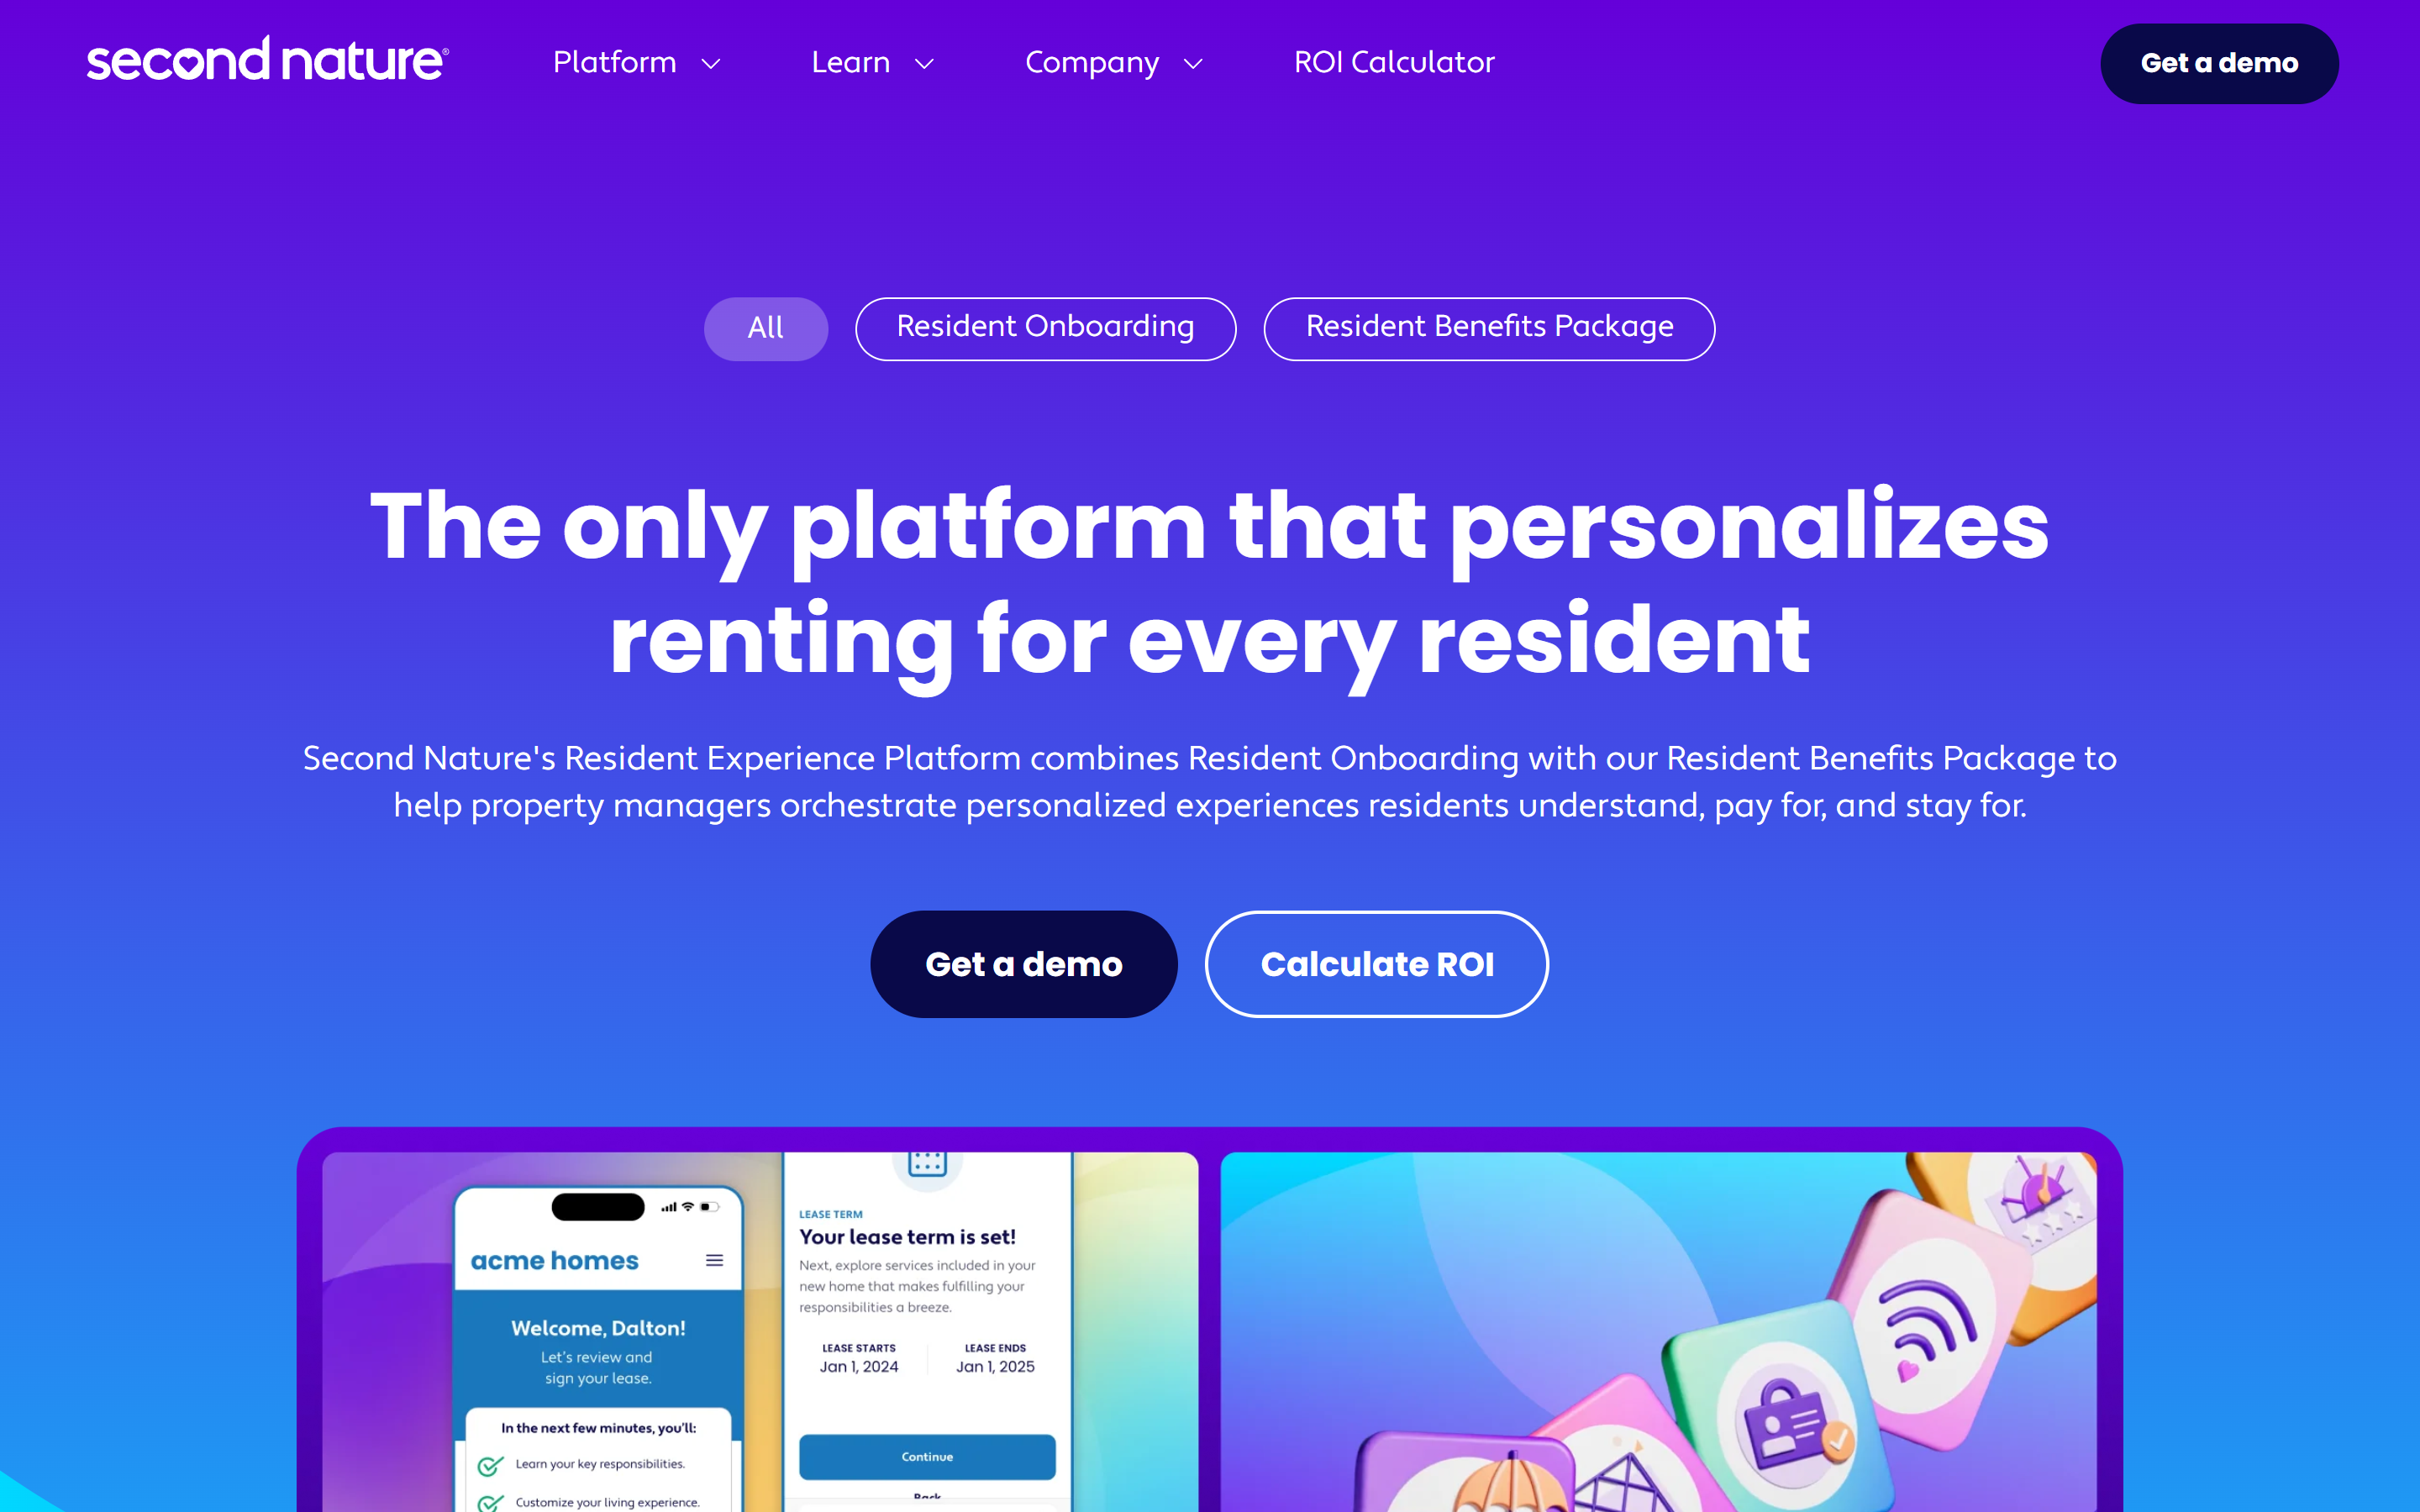 second nature®
Platform
Learn
Company
ROI Calculator
Get a demo
All
Resident Onboarding
Resident Benefits Package
The only platform that personalizes
renting for every resident
Second Nature's Resident Experience Platform combines Resident Onboarding with our Resident Benefits Package to
help property managers orchestrate personalized experiences residents understand, pay for, and stay for.
Get a demo
Calculate ROI
acme homes
Welcome, Dalton!
Let's review and
sign your lease.
In the next few minutes, you'll:
Learn your key responsibilities.
Customize your living experience.
LEASE TERM
Your lease term is set!
Next, explore services included in your
new home that makes fulfilling your
responsibilities a breeze.
LEASE STARTS
Jan 1, 2024
LEASE ENDS
Jan 1, 2025
Continue
Back